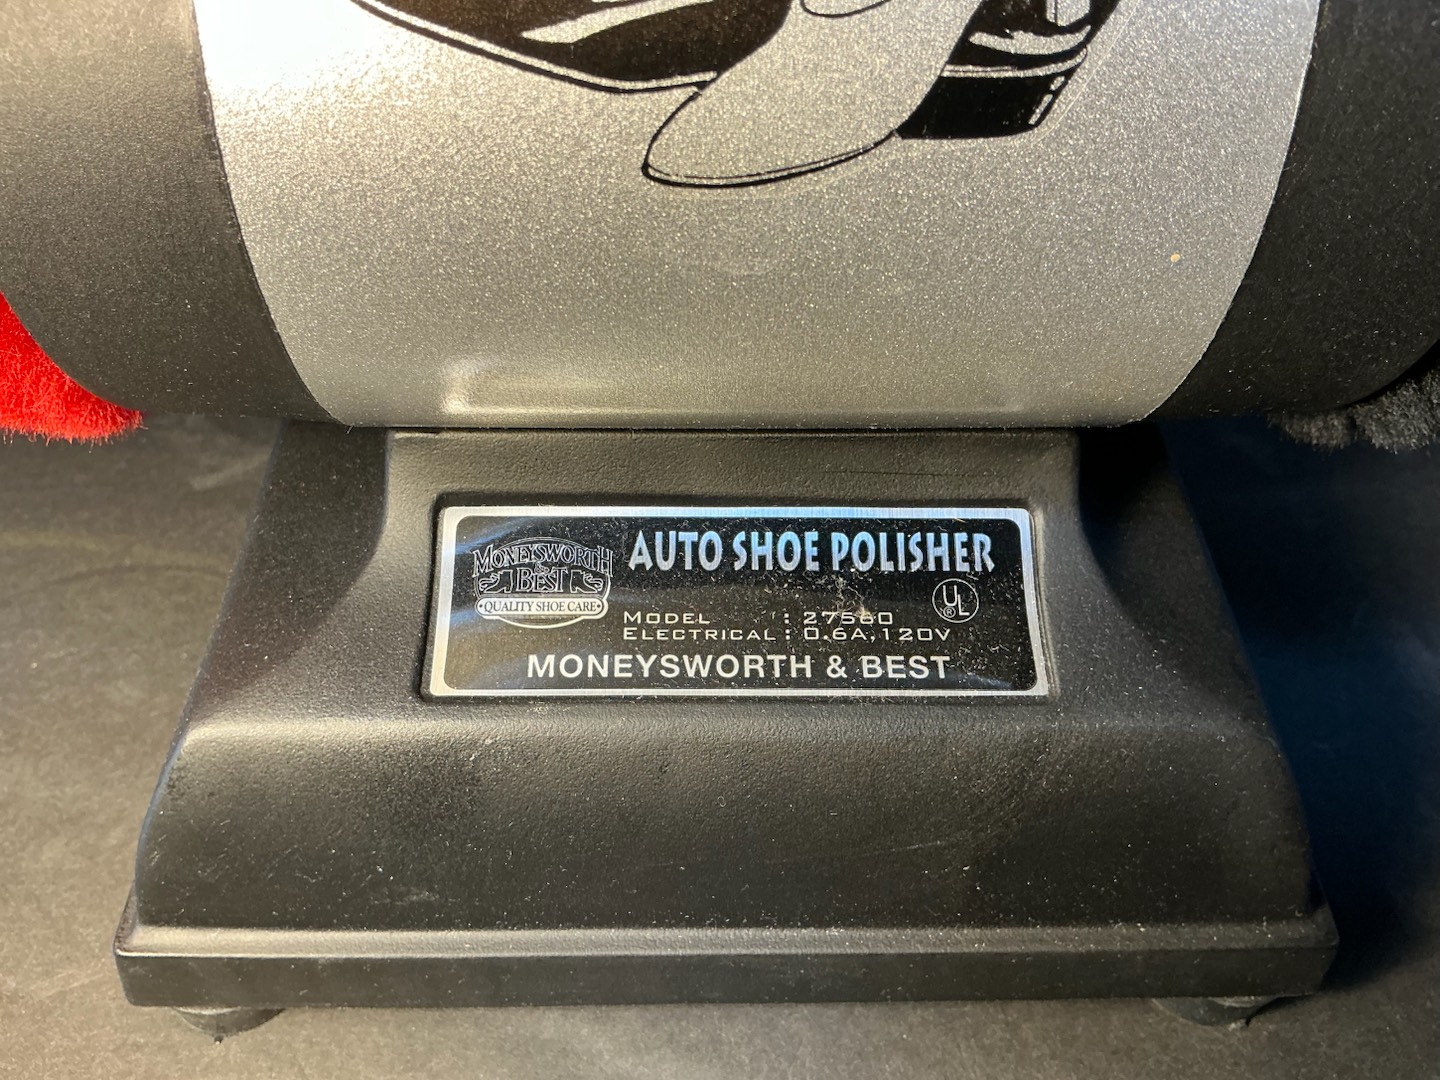 MONEYSWORTH
&
BEST
QUALITY SHOE CARE
AUTO SHOE POLISHER
UL
®
MODEL : 27560
ELECTRICAL : 0.6A, 120V
MONEYSWORTH & BEST